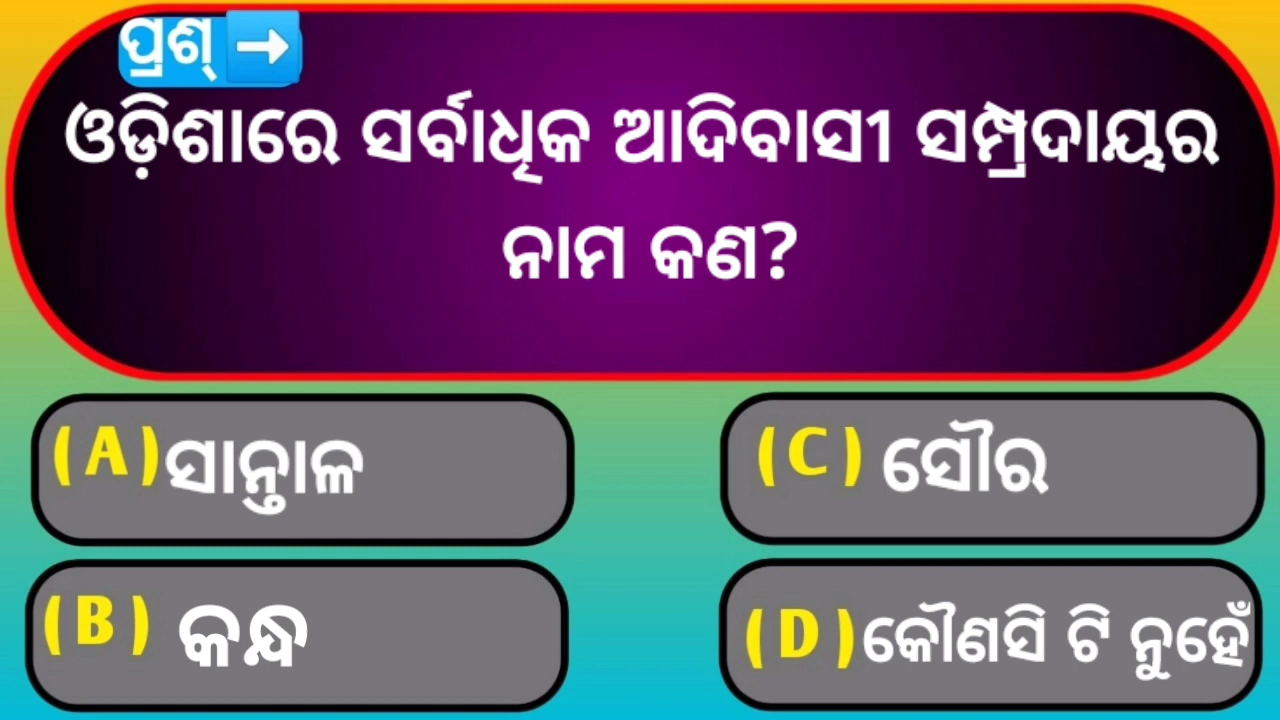 ପ୍ରଶ୍ ➡
ଓଡ଼ିଶାରେ ସର୍ବାଧିକ ଆଦିବାସୀ ସମ୍ପ୍ରଦାୟର
ନାମ କଣ?
(A) ସାନ୍ତାଳ
(B) କନ୍ଧ
(C) ସୌର
(D) କୌଣସି ଟି ନୁହେଁ